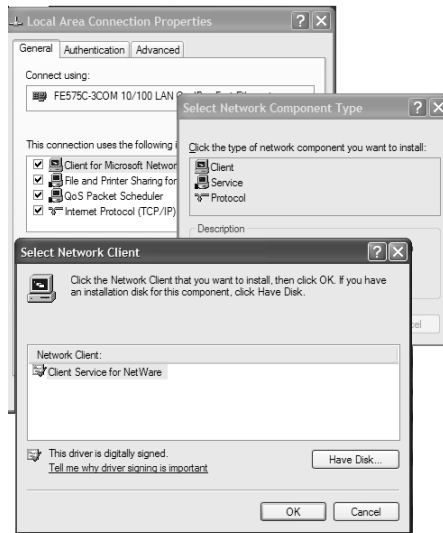 Local Area Connection Properties
General Authentication Advanced
Connect using:
FE575C-3COM 10/100 LAN
This connection uses the following
Client for Microsoft Networ
File and Printer Sharing for
QoS Packet Scheduler
Internet Protocol (TCP/IP)
Select Network Component Type
Click the type of network component you want to install:
Client
Service
Protocol
Description
Select Network Client
Click the Network Client that you want to install, then click OK. If you have
an installation disk for this component, click Have Disk.
Network Client:
Client Service for NetWare
This driver is digitally signed.
Tell me why driver signing is important
Have Disk...
OK Cancel